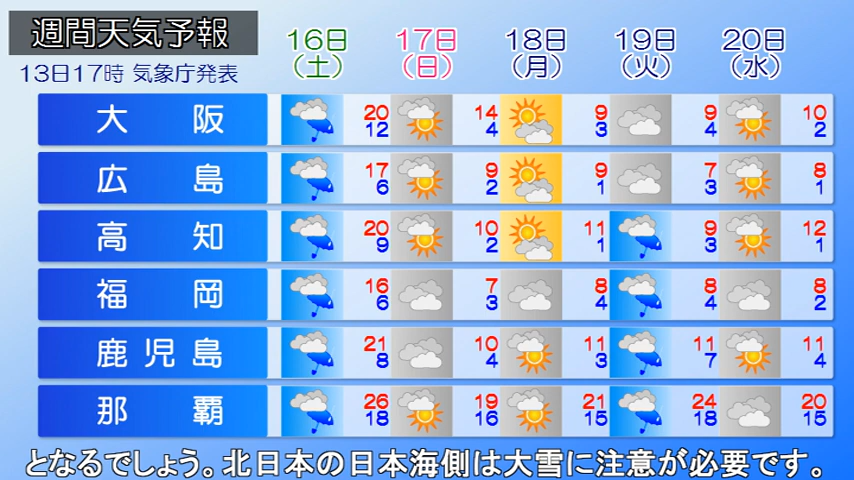 週間天気予報
13日17時 気象庁発表
16日 17日 18日 19日 20日
(土) (日) (月) (火) (水)
大阪 20 12 14 4 9 3 9 4 10 2
広島 17 6 9 2 9 1 7 3 8 1
高知 20 9 10 2 11 1 9 3 12 1
福岡 16 6 7 3 8 4 8 4 8 2
鹿児島 21 8 10 4 11 3 11 7 11 4
那覇 26 18 19 16 21 15 24 18 20 15
となるでしょう。北日本の日本海側は大雪に注意が必要です。